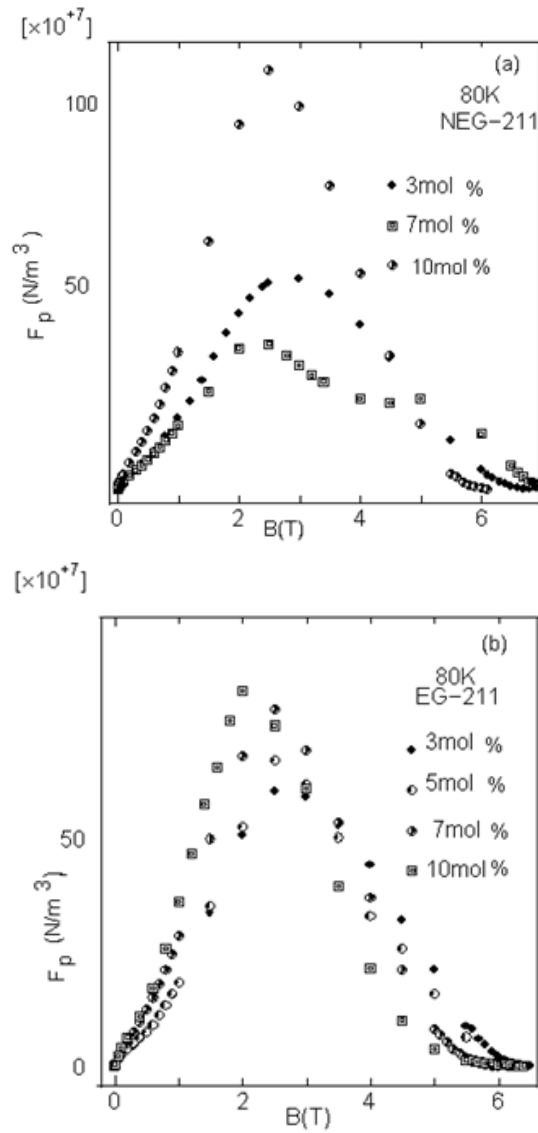 [×10+7]
(a)
80K
NEG-211
100
3mol %
7mol %
10mol %
50
Fp (N/m3)
0
0 2 4 6
B(T)
[×10+7]
(b)
80K
EG-211
3mol %
5mol %
7mol %
10mol %
50
Fp (N/m3)
0
0 2 4 6
B(T)